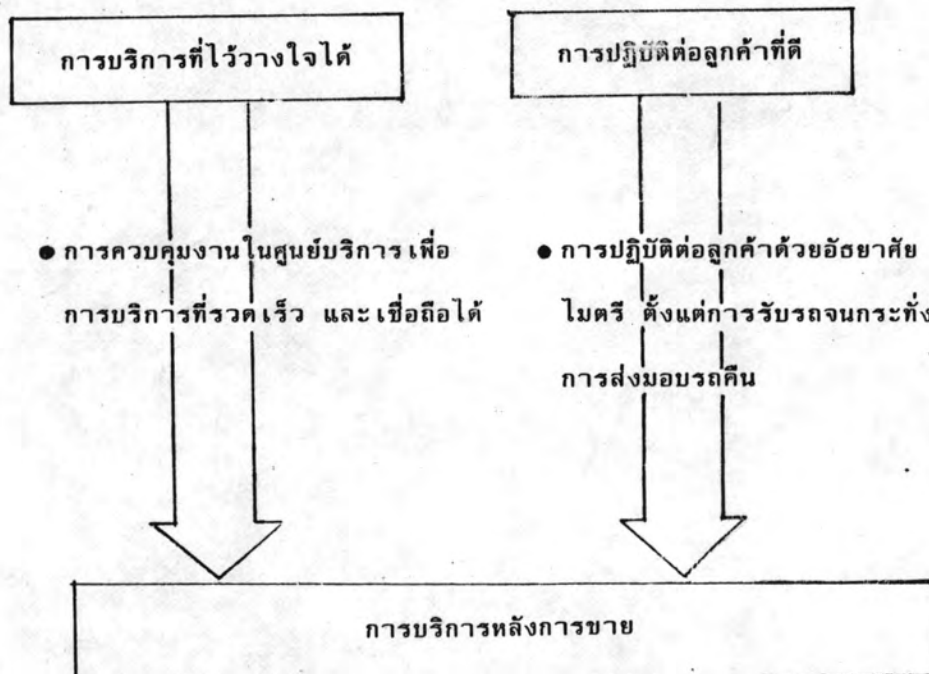 การบริการที่ไว้วางใจได้
การปฏิบัติต่อลูกค้าที่ดี
● การควบคุมงานในศูนย์บริการ เพื่อ
การบริการที่รวดเร็ว และเชื่อถือได้
● การปฏิบัติต่อลูกค้าด้วยอัธยาศัย
ไมตรี ตั้งแต่การรับรถจนกระทั่ง
การส่งมอบรถคืน
การบริการหลังการขาย